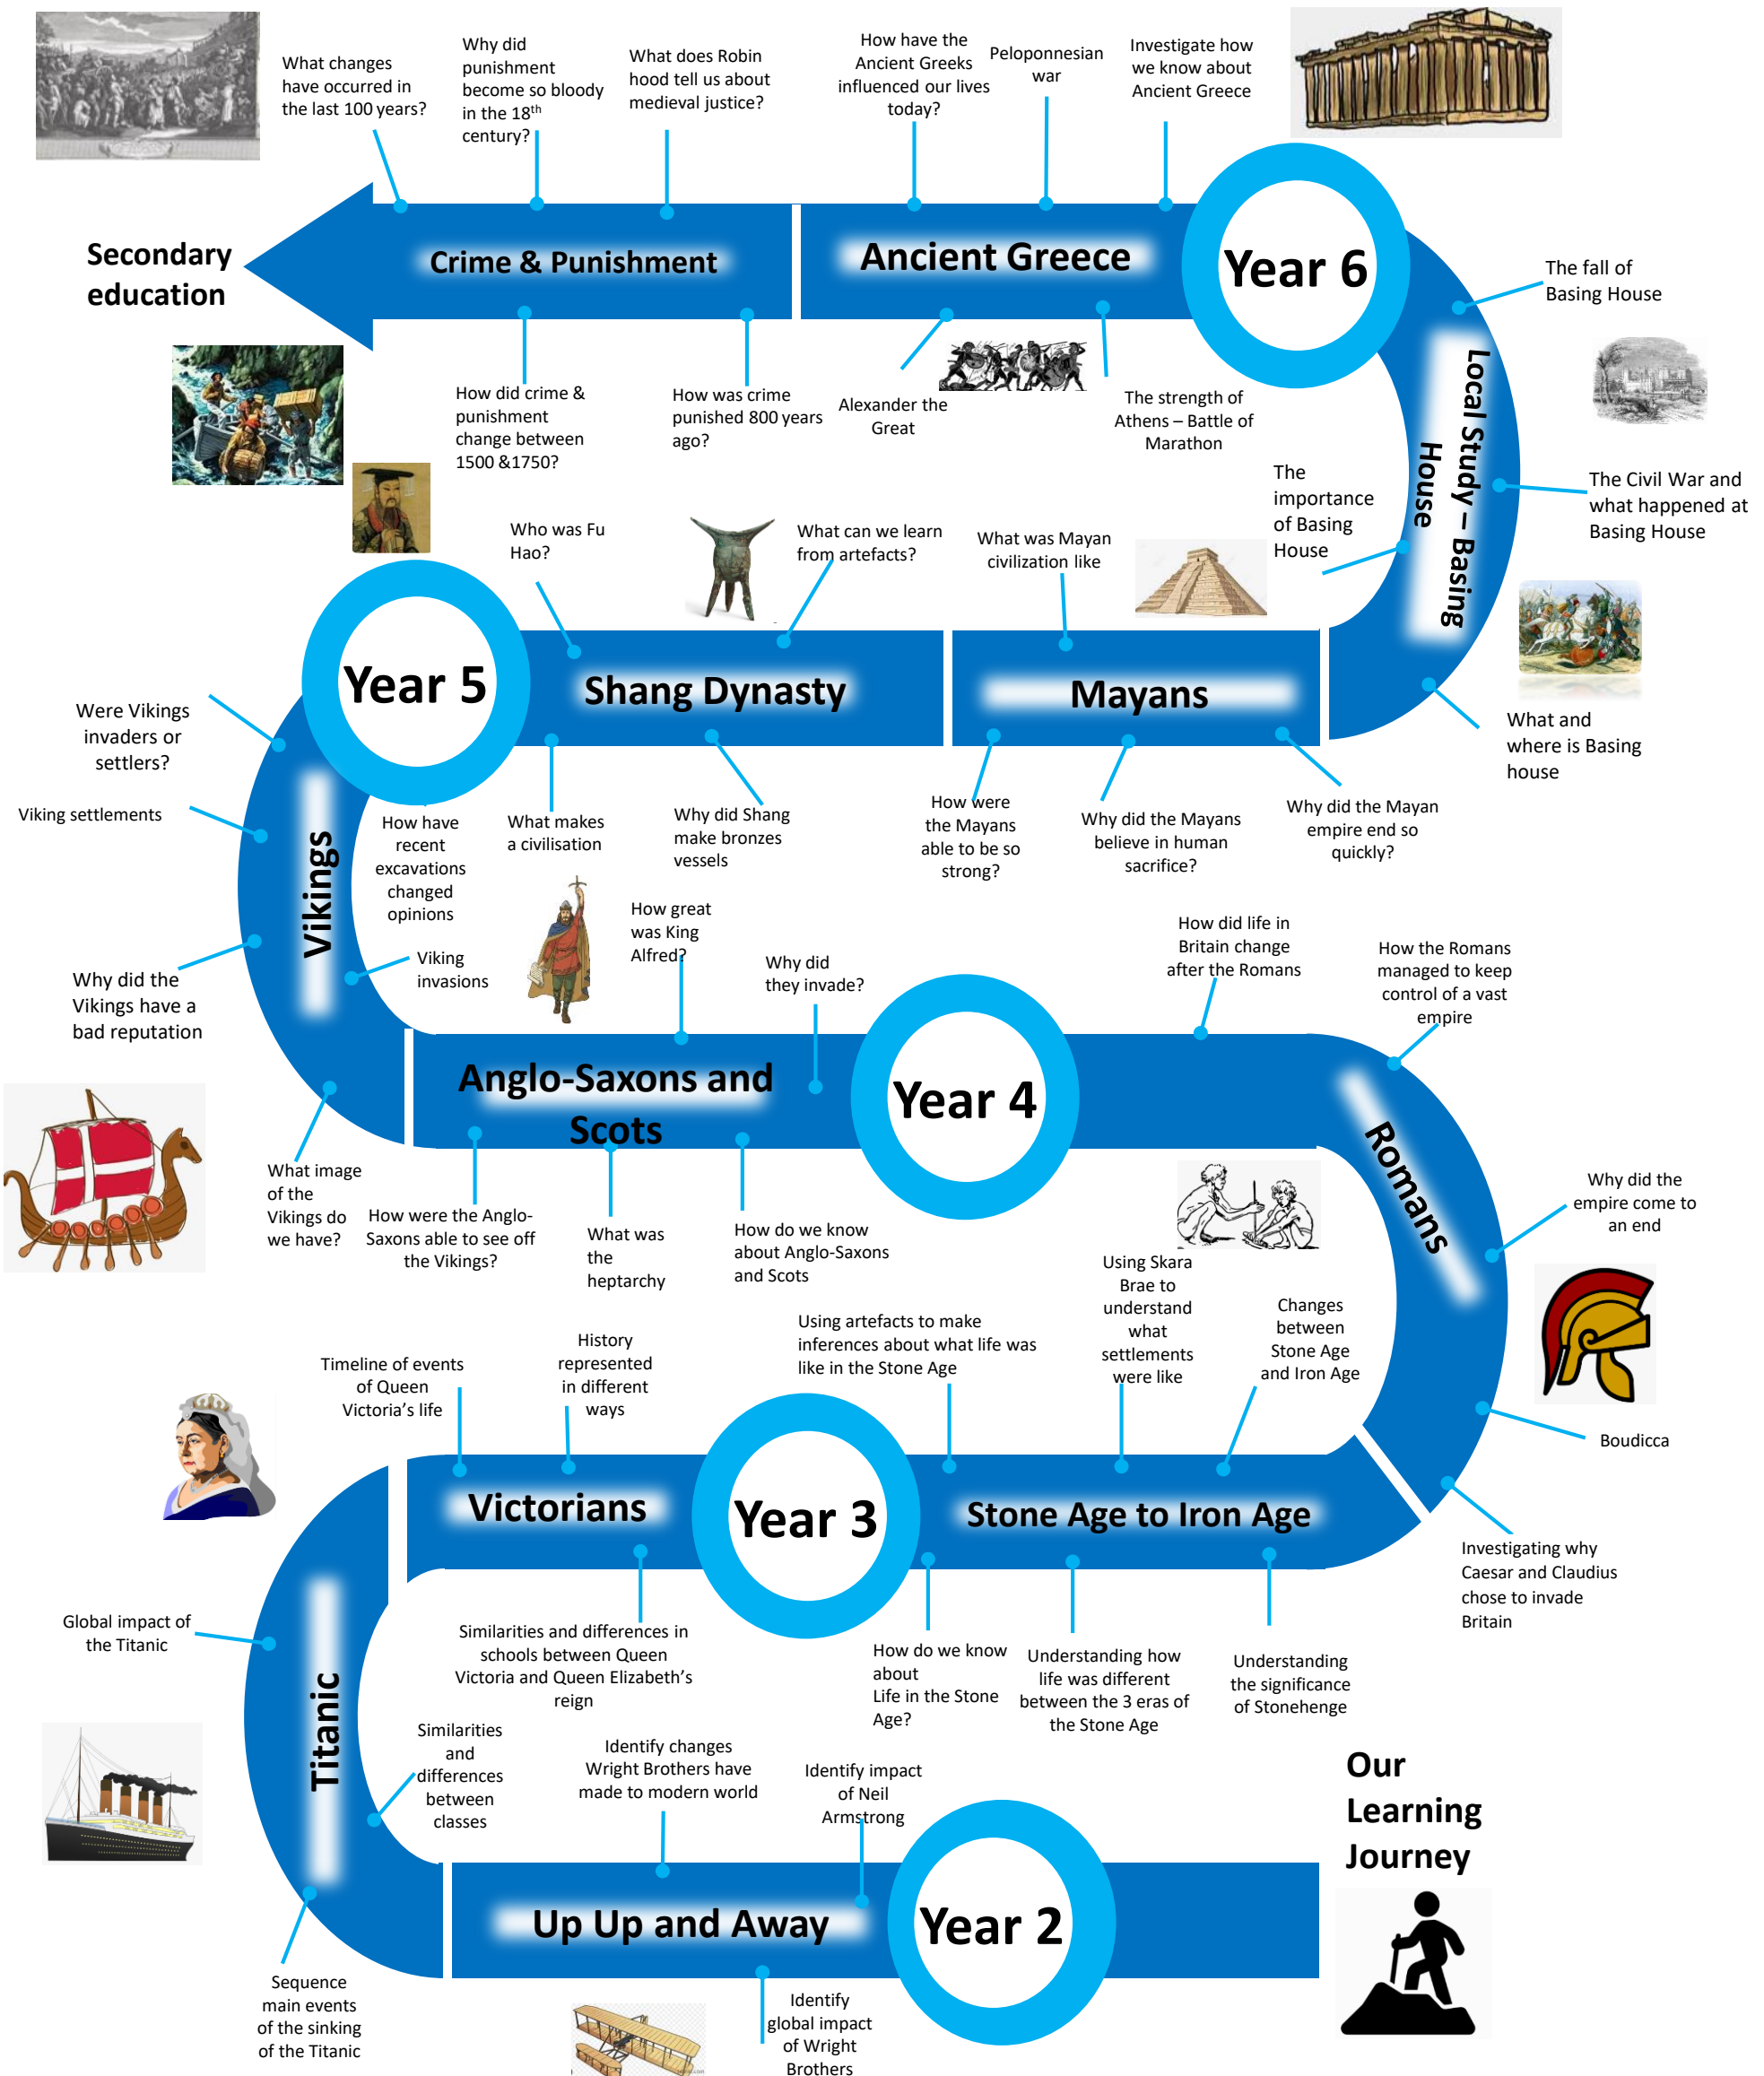 What changes
have occurred in
the last 100 years?
Why did
punishment
become so bloody
in the 18th
century?
What does Robin
hood tell us about
medieval justice?
How have the
Ancient Greeks
influenced our lives
today?
Peloponnesian
war
Investigate how
we know about
Ancient Greece
Secondary
education
Crime & Punishment
Ancient Greece
Year 6
The fall of
Basing House
Local Study – Basing
House
How did crime &
punishment
change between
1500 &1750?
How was crime
punished 800 years
ago?
Alexander the
Great
The strength of
Athens – Battle of
Marathon
The
importance
of Basing
House
The Civil War and
what happened at
Basing House
Who was Fu
Hao?
What can we learn
from artefacts?
What was Mayan
civilization like
Year 5
Shang Dynasty
Mayans
What and
where is Basing
house
Were Vikings
invaders or
settlers?
Viking settlements
Vikings
How have
recent
excavations
changed
opinions
What makes
a civilisation
Why did Shang
make bronzes
vessels
How were
the Mayans
able to be so
strong?
Why did the Mayans
believe in human
sacrifice?
Why did the Mayan
empire end so
quickly?
Why did the
Vikings have a
bad reputation
Viking
invasions
How great
was King
Alfred?
Why did
they invade?
How did life in
Britain change
after the Romans
How the Romans
managed to keep
control of a vast
empire
Anglo-Saxons and
Scots
Year 4
Romans
What image
of the
Vikings do
we have?
How were the Anglo-
Saxons able to see off
the Vikings?
What was
the
heptarchy
How do we know
about Anglo-Saxons
and Scots
Why did the
empire come to
an end
Using artefacts to make
inferences about what life was
like in the Stone Age
Using Skara
Brae to
understand
what
settlements
were like
Changes
between
Stone Age
and Iron Age
Boudicca
Timeline of events
of Queen
Victoria's life
History
represented
in different
ways
Victorians
Year 3
Stone Age to Iron Age
Investigating why
Caesar and Claudius
chose to invade
Britain
Global impact of
the Titanic
Titanic
Similarities and differences in
schools between Queen
Victoria and Queen Elizabeth's
reign
How do we know
about
Life in the Stone
Age?
Understanding how
life was different
between the 3 eras of
the Stone Age
Understanding
the significance
of Stonehenge
Similarities
and
differences
between
classes
Identify changes
Wright Brothers have
made to modern world
Identify impact
of Neil
Armstrong
Our
Learning
Journey
Up Up and Away
Year 2
Sequence
main events
of the sinking
of the Titanic
Identify
global impact
of Wright
Brothers